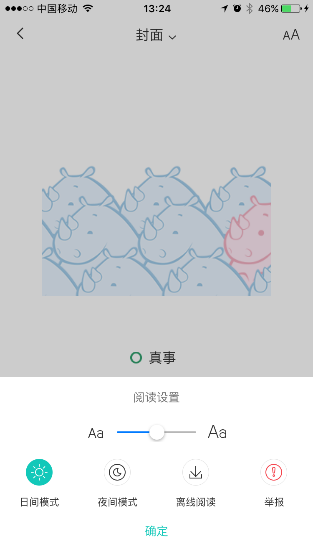 中国移动 13:24 46%
封面 AA
真事
阅读设置
Aa Aa
日间模式 夜间模式 离线阅读 举报
确定